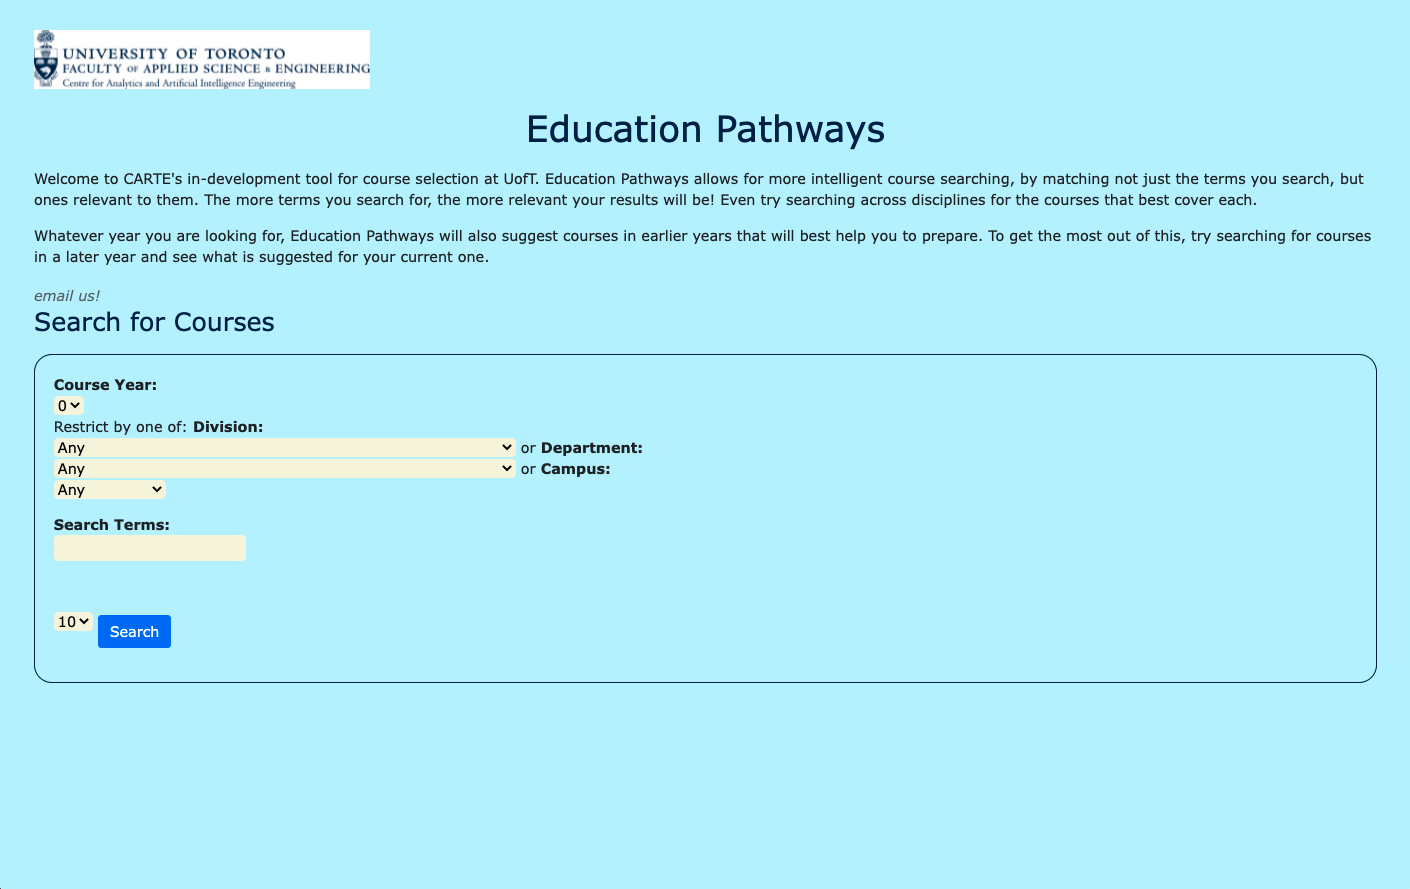 UNIVERSITY OF TORONTO
FACULTY OF APPLIED SCIENCE & ENGINEERING
Centre for Analytics and Artificial Intelligence Engineering
Education Pathways
Welcome to CARTE's in-development tool for course selection at UofT. Education Pathways allows for more intelligent course searching, by matching not just the terms you search, but
ones relevant to them. The more terms you search for, the more relevant your results will be! Even try searching across disciplines for the courses that best cover each.
Whatever year you are looking for, Education Pathways will also suggest courses in earlier years that will best help you to prepare. To get the most out of this, try searching for courses
in a later year and see what is suggested for your current one.
email us!
Search for Courses
Course Year:
0
Restrict by one of: Division:
Any or Department:
Any or Campus:
Any
Search Terms:
10 Search